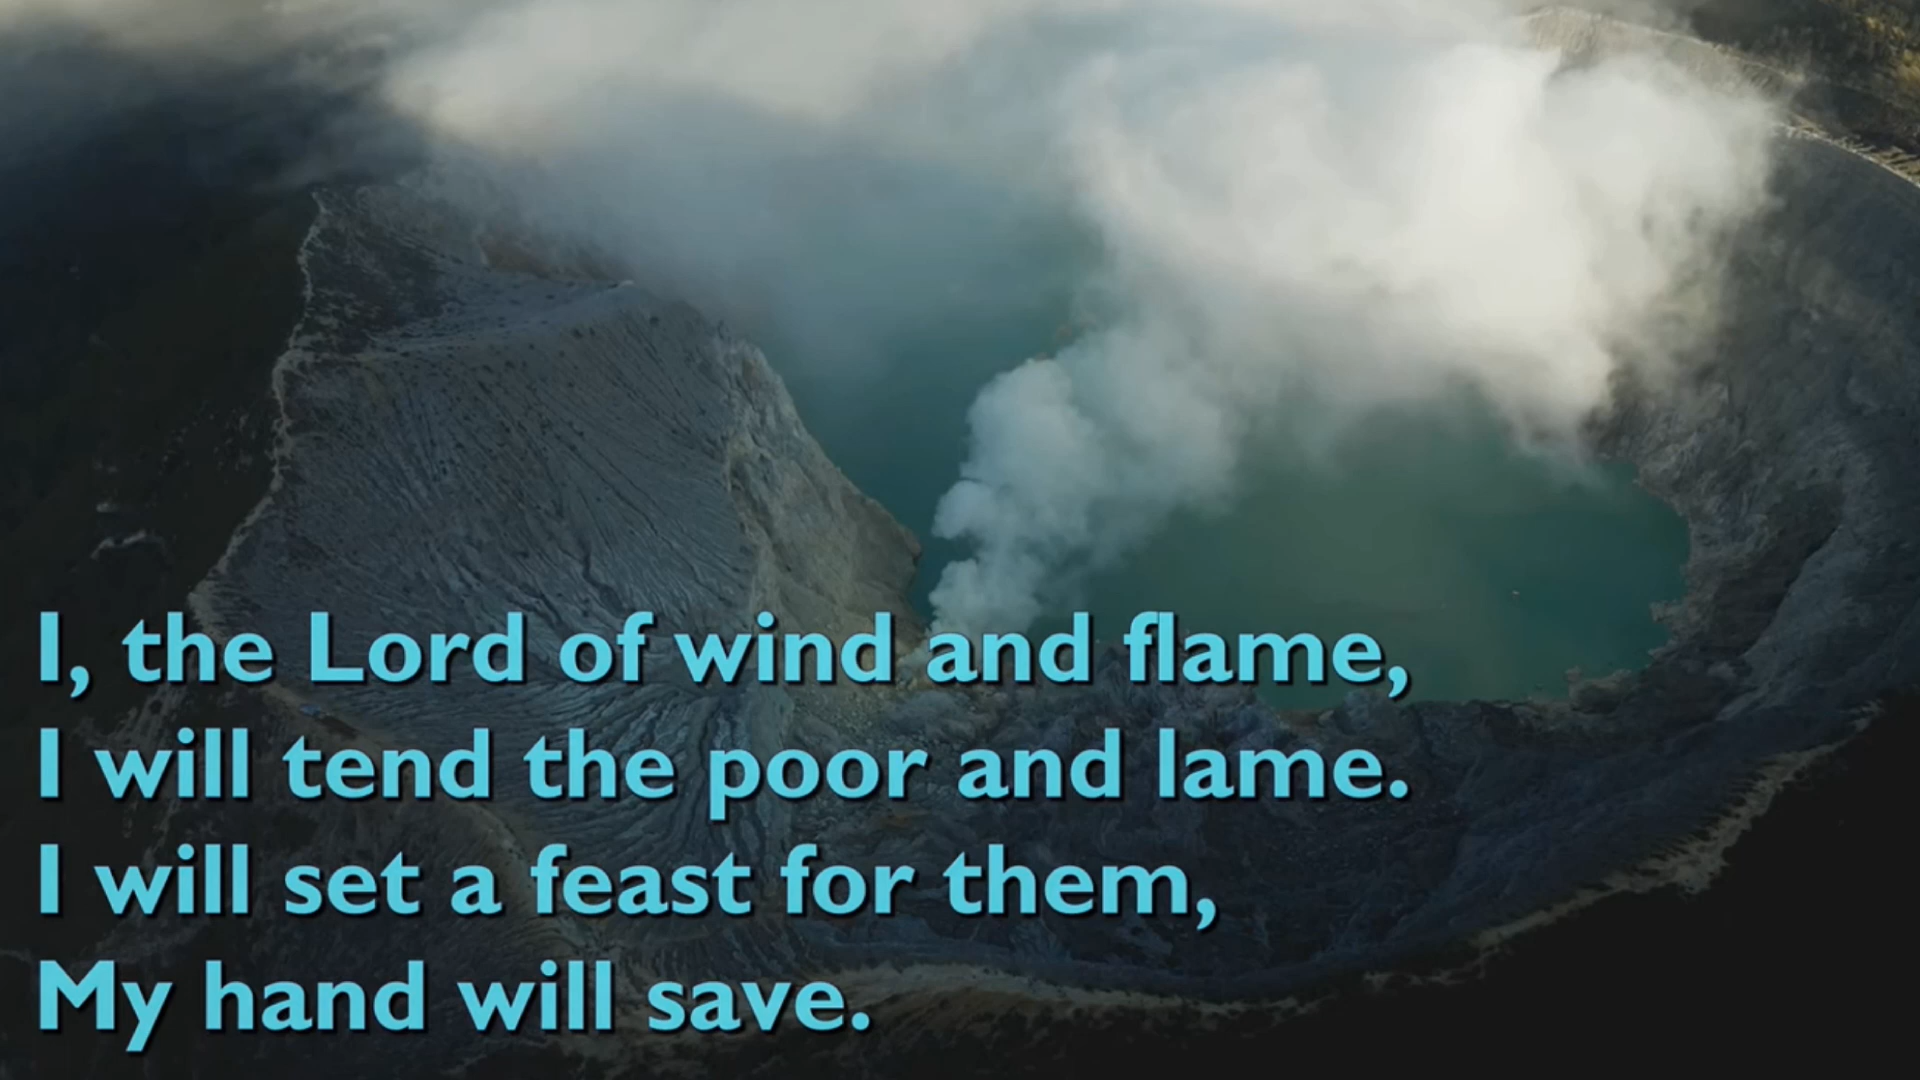 I, the Lord of wind and flame,
I will tend the poor and lame.
I will set a feast for them,
My hand will save.